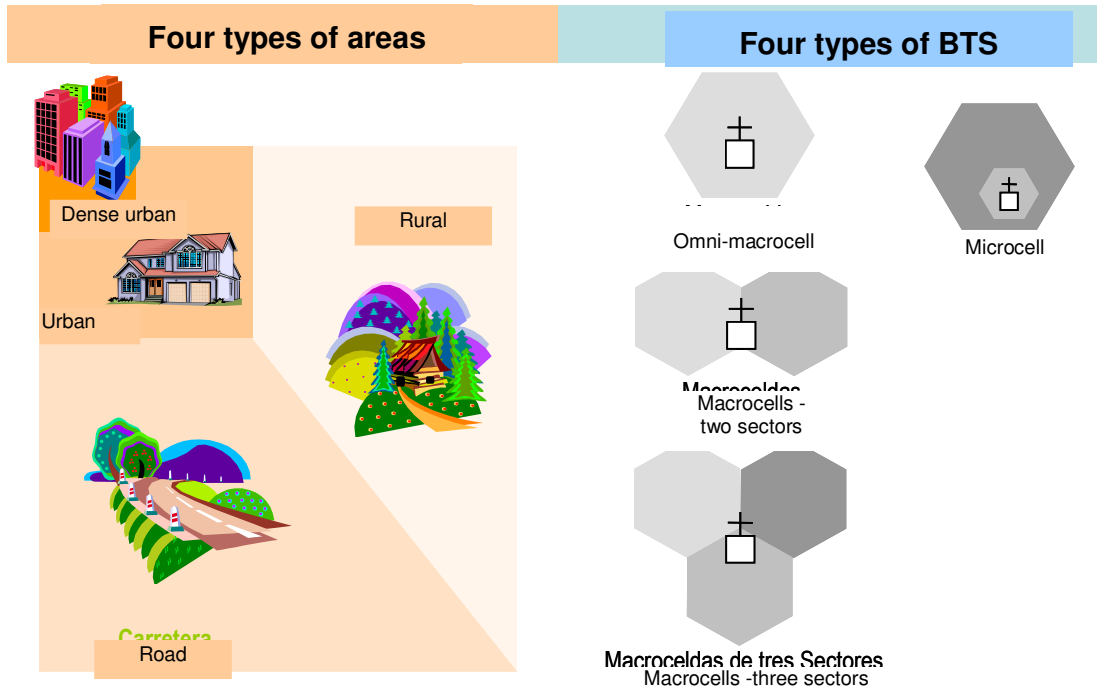 Four types of areas
Four types of BTS
Dense urban
Rural
Urban
Carretera
Road
Omni-macrocell
Microcell
Macroceldas
Macrocells -
two sectors
Macroceldas de tres Sectores
Macrocells -three sectors